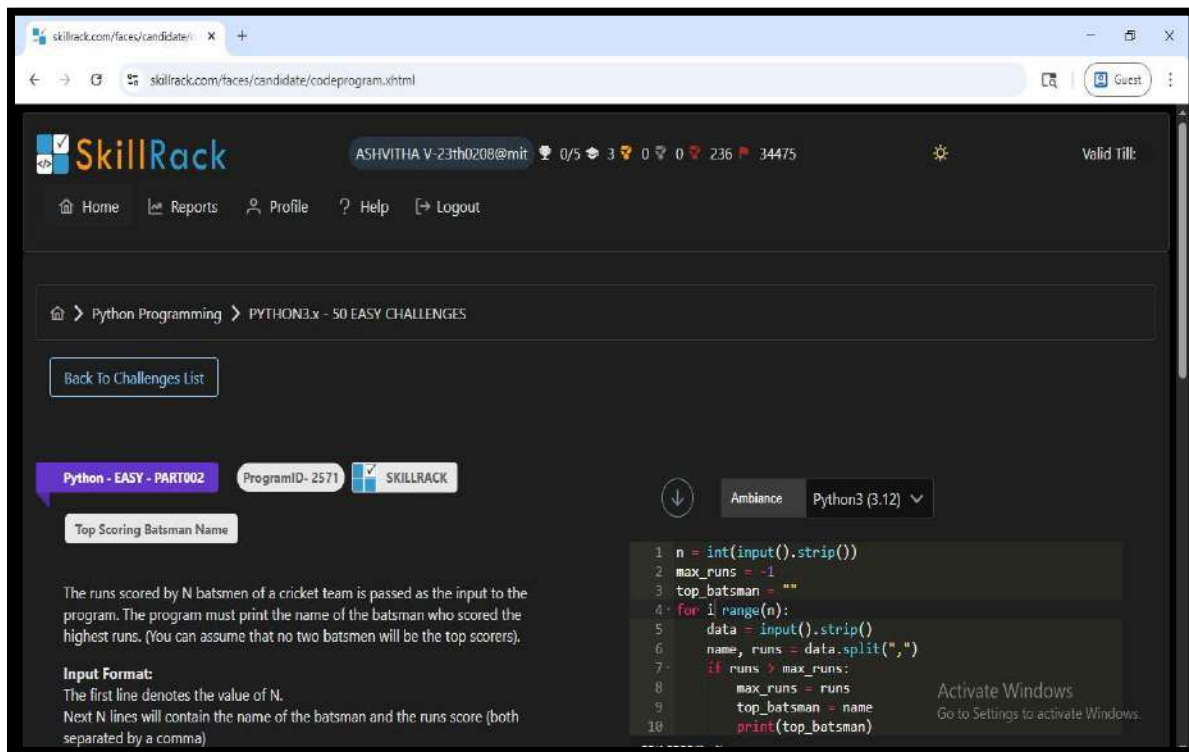 skillrack.com/faces/candidate/
skillrack.com/faces/candidate/codeprogram.xhtml
Guest
SkillRack
ASHVITHA V-23th0208@mit 0/5 3 0 0 236 34475
Valid Till:
Home Reports Profile ? Help Logout
Python Programming > PYTHON3.x - 50 EASY CHALLENGES
Back To Challenges List
Python - EASY - PART002 ProgramID- 2571 SKILLRACK
Top Scoring Batsman Name
The runs scored by N batsmen of a cricket team is passed as the input to the
program. The program must print the name of the batsman who scored the
highest runs. (You can assume that no two batsmen will be the top scorers).
Input Format:
The first line denotes the value of N.
Next N lines will contain the name of the batsman and the runs score (both
separated by a comma)
Ambiance Python3 (3.12)
1 n = int(input().strip())
2 max_runs = -1
3 top_batsman = ""
4 for i range(n):
5 data = input().strip()
6 name, runs = data.split(",")
7 if runs > max_runs:
8 max_runs = runs
9 top_batsman = name
10 print(top_batsman)
Activate Windows
Go to Settings to activate Windows.